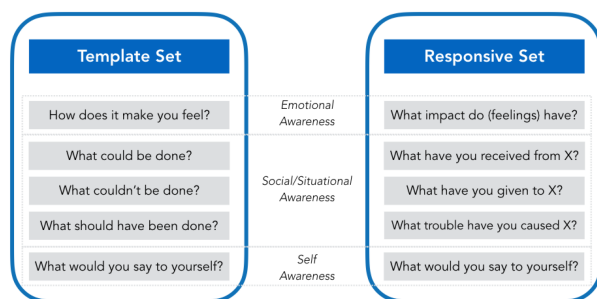 Template Set
Responsive Set
How does it make you feel?
Emotional
Awareness
What impact do (feelings) have?
What could be done?
What have you received from X?
What couldn't be done?
Social/Situational
Awareness
What have you given to X?
What should have been done?
What trouble have you caused X?
What would you say to yourself?
Self
Awareness
What would you say to yourself?